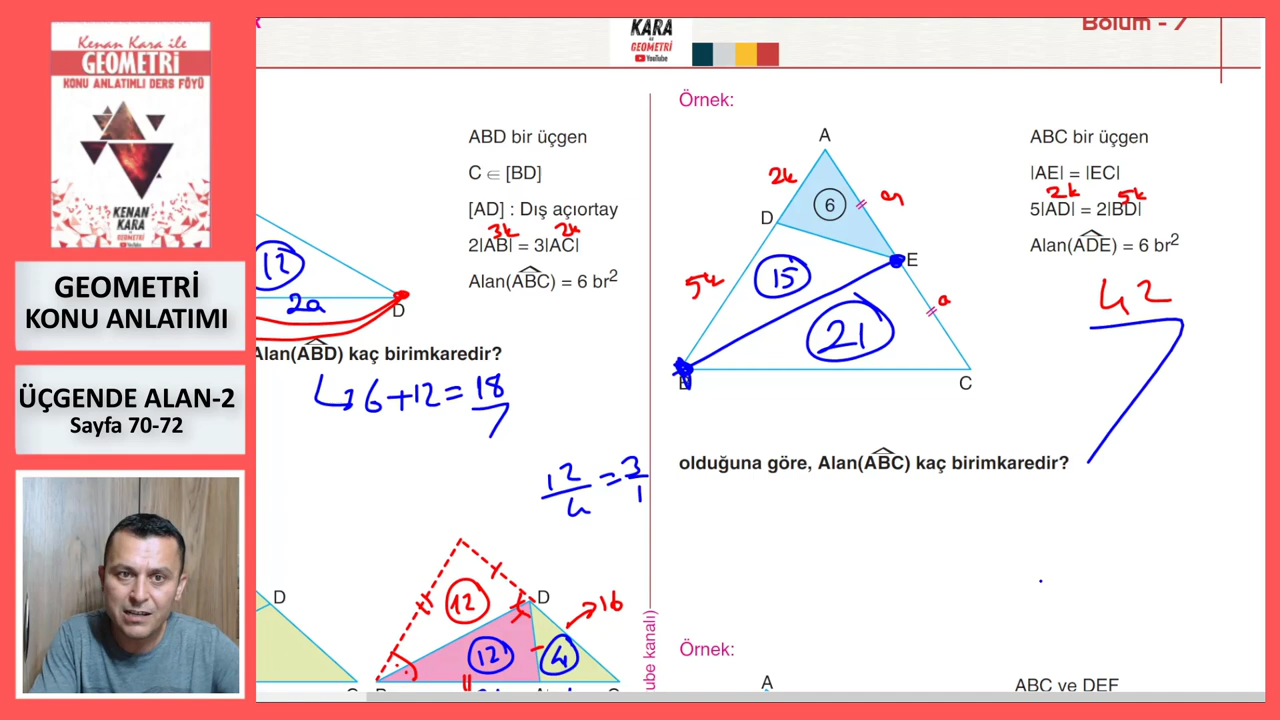 Kenan Kara ile
GEOMETRİ
KONU ANLATIMLI DERS FÖYÜ
KENAN
KARA
GEOMETRİ
KONU ANLATIMI
ÜÇGENDE ALAN-2
Sayfa 70-72
KARA
ile
GEOMETRİ
YouTube
Bölüm - 7
ABD bir üçgen
C ∈ [BD]
[AD] : Dış açıortay
3k 2k
2|AB| = 3|AC|
Alan(ABC) = 6 br²
12
2a
D
Alan(ABD) kaç birimkaredir?
↳ 6+12=18
12/4 = 3/1
D
12
12
4
→16
D
C
Örnek:
A
2k
6
a
D
E
15
5k
a
21
B
C
ABC bir üçgen
|AE| = |EC|
2k 5k
5|AD| = 2|BD|
Alan(ADE) = 6 br²
42
olduğuna göre, Alan(ABC) kaç birimkaredir?
ube kanalı)
Örnek:
A
ABC ve DEF